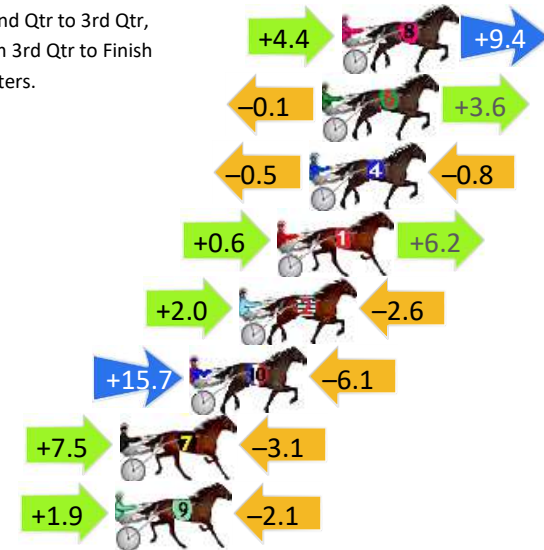 nd Qtr to 3rd Qtr,
m 3rd Qtr to Finish
ters.
+4.4 8 +9.4
–0.1 +3.6
–0.5 4 –0.8
+0.6 1 +6.2
+2.0 2 –2.6
+15.7 10 –6.1
+7.5 7 –3.1
+1.9 9 –2.1